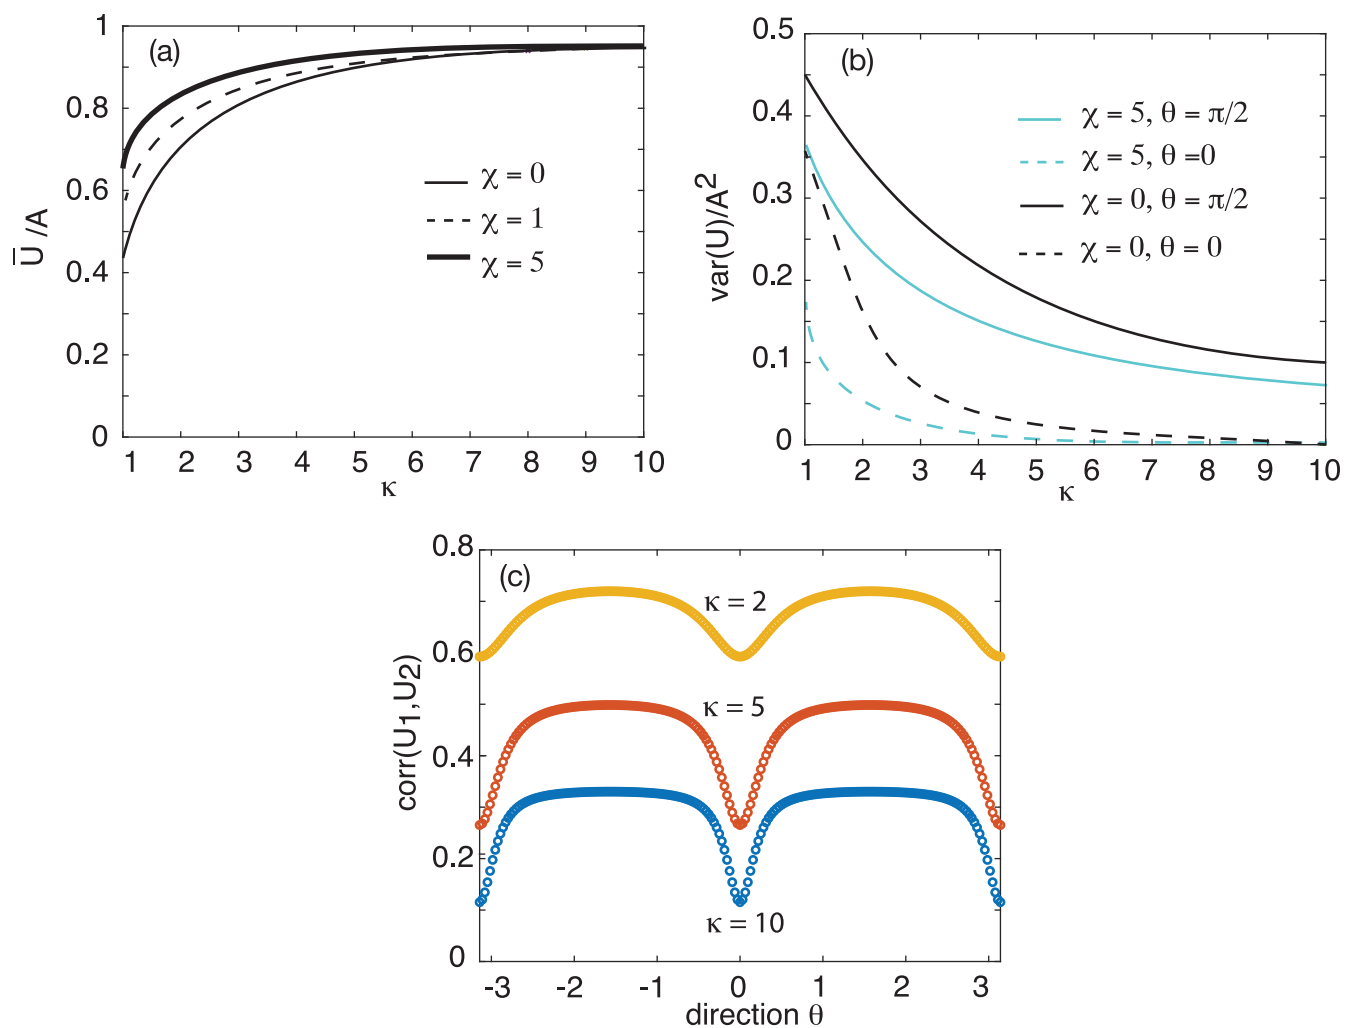 (a)
1
0.8
0.6
0.4
0.2
0
U̅ /A
χ = 0
χ = 1
χ = 5
1 2 3 4 5 6 7 8 9 10
κ
(b)
0.5
0.4
0.3
0.2
0.1
0
var(U)/A²
χ = 5, θ = π/2
χ = 5, θ =0
χ = 0, θ = π/2
χ = 0, θ = 0
1 2 3 4 5 6 7 8 9 10
κ
(c)
0.8
0.6
0.4
0.2
0
corr(U1,U2)
κ = 2
κ = 5
κ = 10
-3 -2 -1 0 1 2 3
direction θ